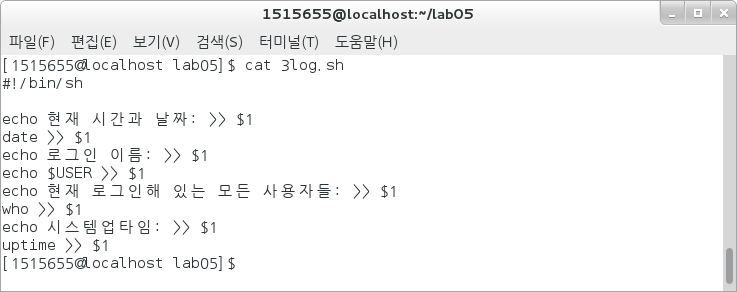 1515655@localhost:~/lab05
파일(F) 편집(E) 보기(V) 검색(S) 터미널(T) 도움말(H)
[1515655@localhost lab05]$ cat 3log.sh
#!/bin/sh
echo 현재 시간과 날짜: >> $1
date >> $1
echo 로그인 이름: >> $1
echo $USER >> $1
echo 현재 로그인해 있는 모든 사용자들: >> $1
who >> $1
echo 시스템업타임: >> $1
uptime >> $1
[1515655@localhost lab05]$